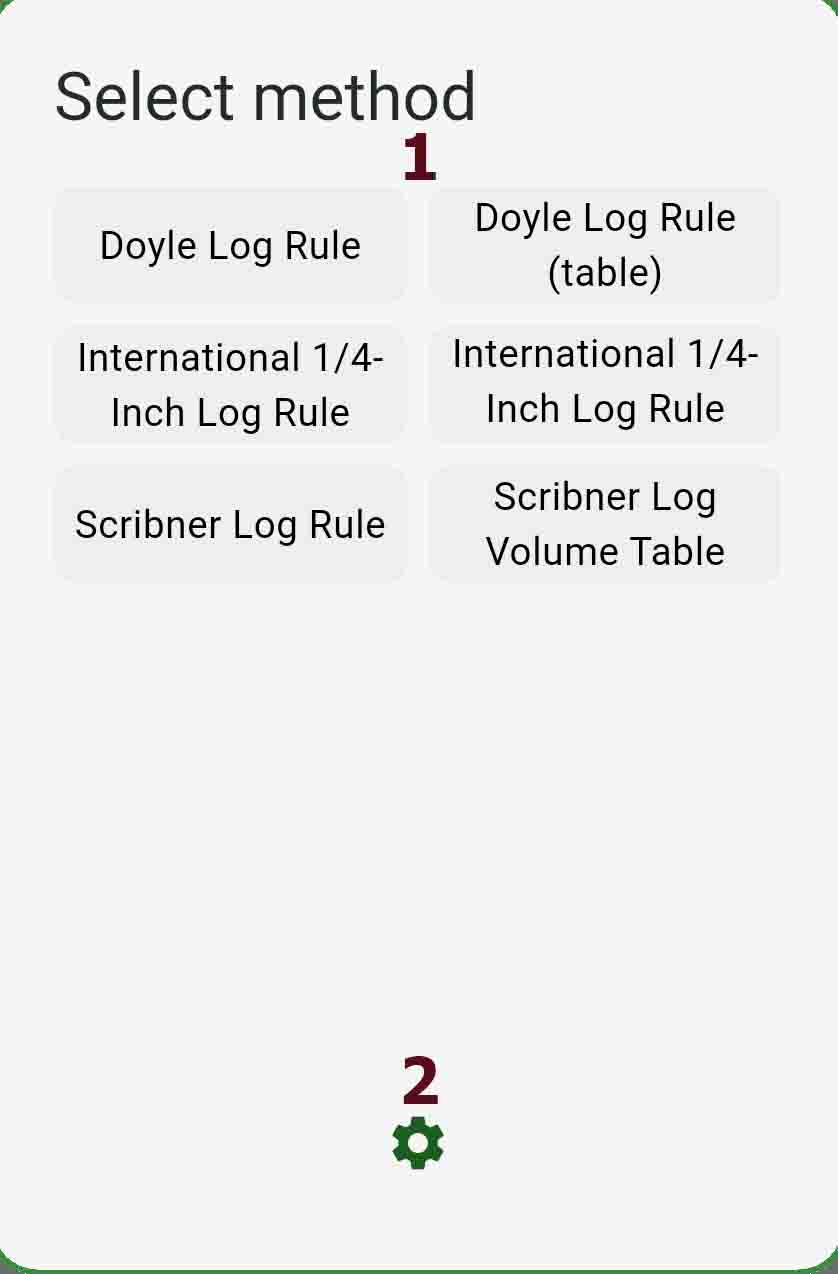 Select method
1
Doyle Log Rule
Doyle Log Rule
(table)
International 1/4-
Inch Log Rule
International 1/4-
Inch Log Rule
Scribner Log Rule
Scribner Log
Volume Table
2